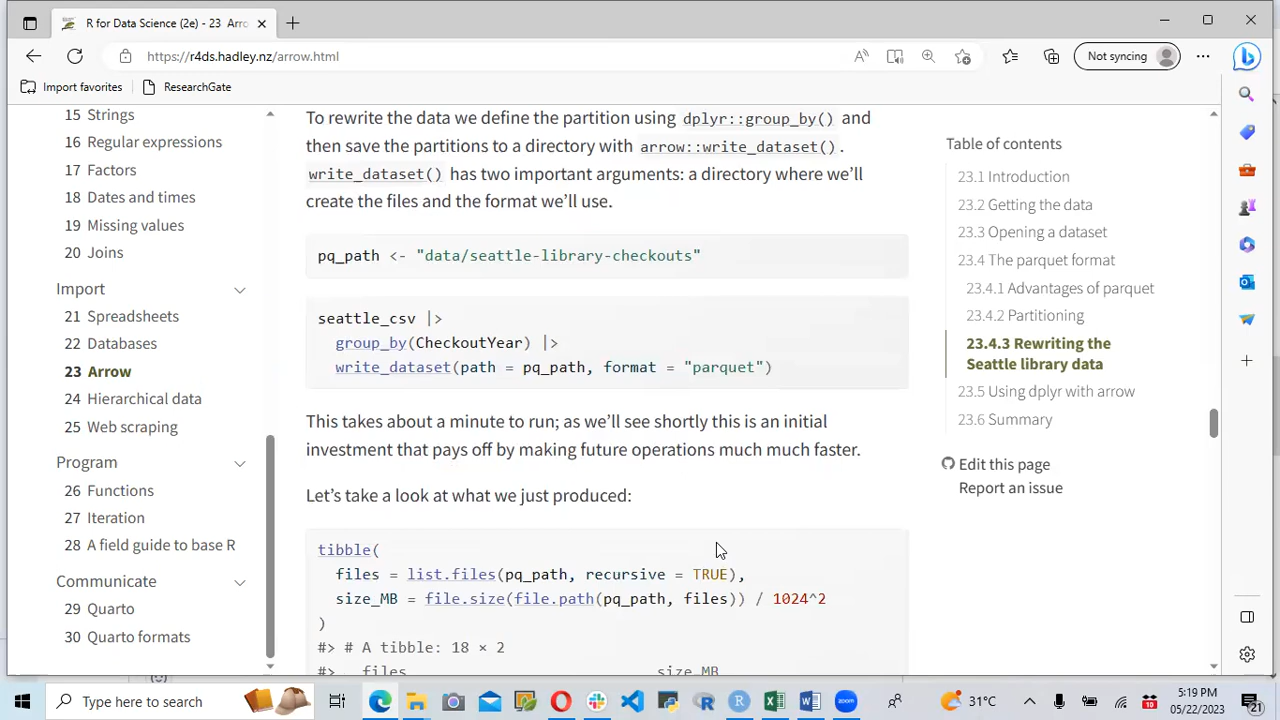 R for Data Science (2e) - 23 Arro
https://r4ds.hadley.nz/arrow.html
Not syncing
Import favorites
ResearchGate
15 Strings
16 Regular expressions
17 Factors
18 Dates and times
19 Missing values
20 Joins
Import
21 Spreadsheets
22 Databases
23 Arrow
24 Hierarchical data
25 Web scraping
Program
26 Functions
27 Iteration
28 A field guide to base R
Communicate
29 Quarto
30 Quarto formats
To rewrite the data we define the partition using dplyr::group_by() and
then save the partitions to a directory with arrow::write_dataset().
write_dataset() has two important arguments: a directory where we'll
create the files and the format we'll use.
pq_path <- "data/seattle-library-checkouts"
seattle_csv |>
group_by(CheckoutYear) |>
write_dataset(path = pq_path, format = "parquet")
This takes about a minute to run; as we'll see shortly this is an initial
investment that pays off by making future operations much much faster.
Let's take a look at what we just produced:
tibble(
files = list.files(pq_path, recursive = TRUE),
size_MB = file.size(file.path(pq_path, files)) / 1024^2
)
#> # A tibble: 18 × 2
#> files size_MB
Table of contents
23.1 Introduction
23.2 Getting the data
23.3 Opening a dataset
23.4 The parquet format
23.4.1 Advantages of parquet
23.4.2 Partitioning
23.4.3 Rewriting the
Seattle library data
23.5 Using dplyr with arrow
23.6 Summary
Edit this page
Report an issue
Type here to search
31°C
5:19 PM
05/22/2023
21